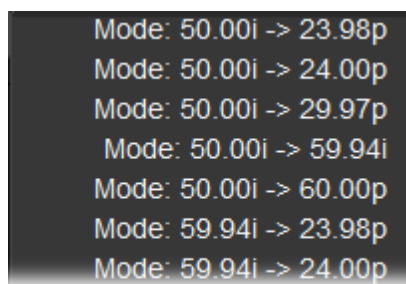 Mode: 50.00i -> 23.98p
Mode: 50.00i -> 24.00p
Mode: 50.00i -> 29.97p
Mode: 50.00i -> 59.94i
Mode: 50.00i -> 60.00p
Mode: 59.94i -> 23.98p
Mode: 59.94i -> 24.00p